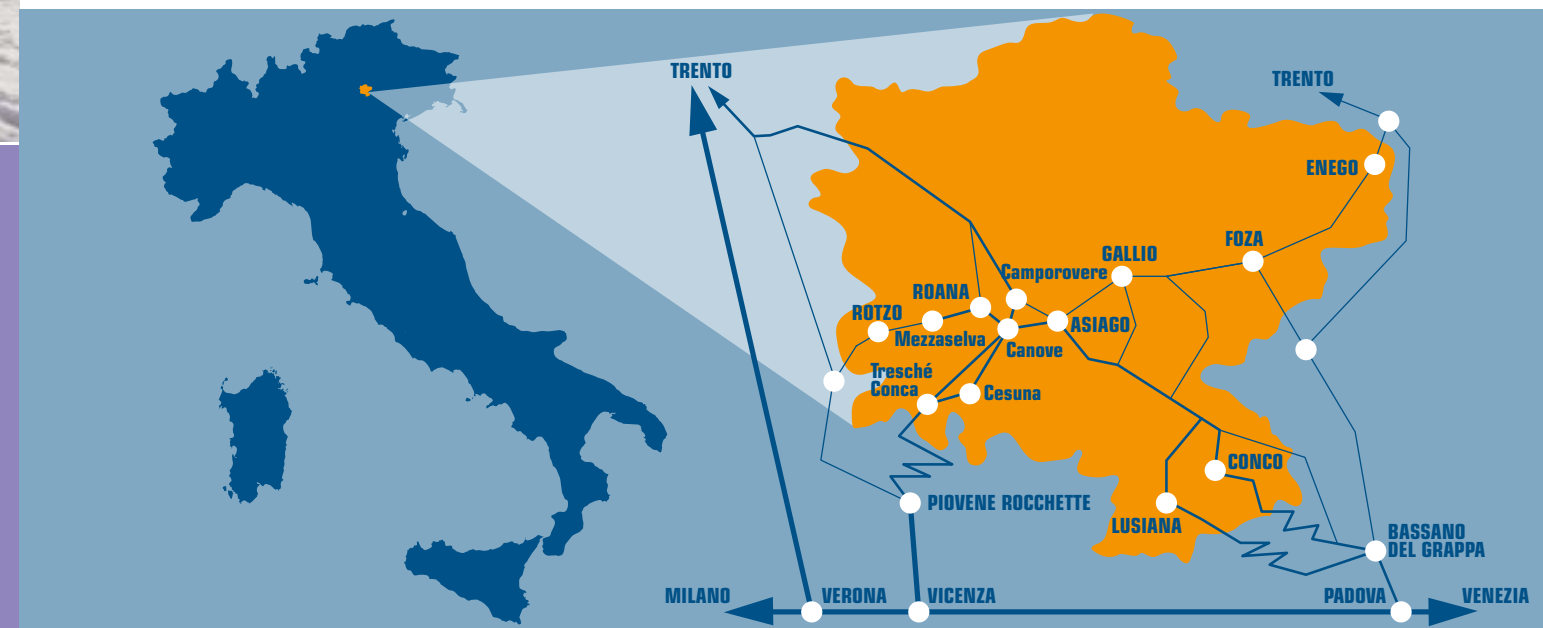 TRENTO
TRENTO
ENEGO
FOZA
GALLIO
Camporovere
ROANA
ROTZO
ASIAGO
Mezzaselva
Canove
Tresché
Conca
Cesuna
CONCO
PIOVENE ROCCHETTE
LUSIANA
BASSANO
DEL GRAPPA
MILANO
VERONA
VICENZA
PADOVA
VENEZIA